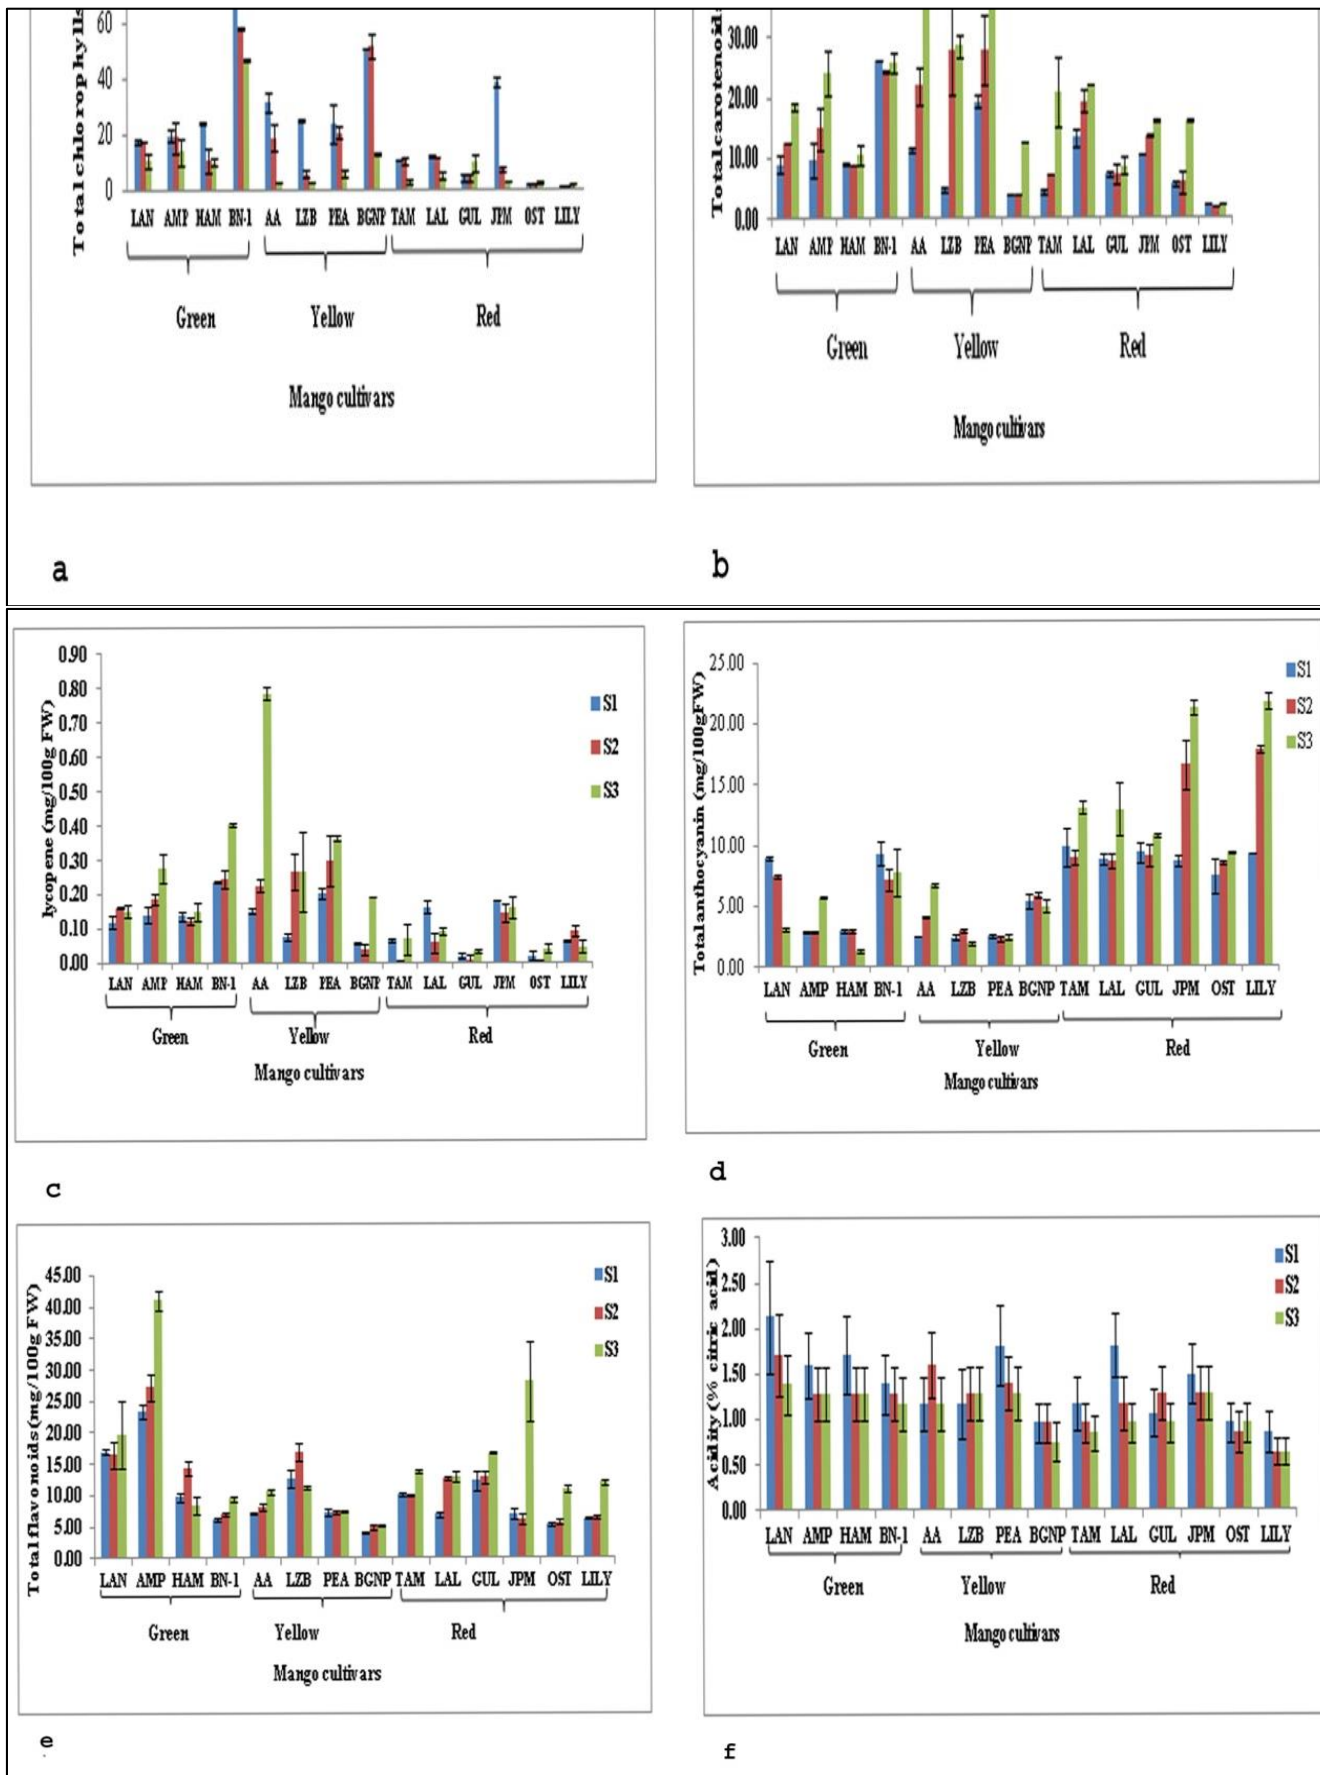 60
40
20
0
Total chlorophylls
LAN AMP HAM BN-1 AA LZB PEA BGNP TAM LAL GUL JPM OST LILY
Green Yellow Red
Mango cultivars
a
30.00
20.00
10.00
0.00
LAN AMP HAM BN-1 AA LZB PEA BGNP TAM LAL GUL JPM OST LILY
Green Yellow Red
Mango cultivars
b
0.90
0.80
0.70
0.60
0.50
0.40
0.30
0.20
0.10
0.00
lycopene (mg/100g FW)
S1
S2
S3
LAN AMP HAM BN-1 AA LZB PEA BGNP TAM LAL GUL JPM OST LILY
Green Yellow Red
Mango cultivars
c
25.00
20.00
15.00
10.00
5.00
0.00
Total anthocyanin (mg/100gFW)
S1
S2
S3
LAN AMP HAM BN-1 AA LZB PEA BGNP TAM LAL GUL JPM OST LILY
Green Yellow Red
Mango cultivars
d
45.00
40.00
35.00
30.00
25.00
20.00
15.00
10.00
5.00
0.00
Total flavonoids(mg/100g FW)
S1
S2
S3
LAN AMP HAM BN-1 AA LZB PEA BGNP TAM LAL GUL JPM OST LILY
Green Yellow Red
Mango cultivars
e
3.00
2.50
2.00
1.50
1.00
0.50
0.00
Acidity (% citric acid)
S1
S2
S3
LAN AMP HAM BN-1 AA LZB PEA BGNP TAM LAL GUL JPM OST LILY
Green Yellow Red
Mango cultivars
f